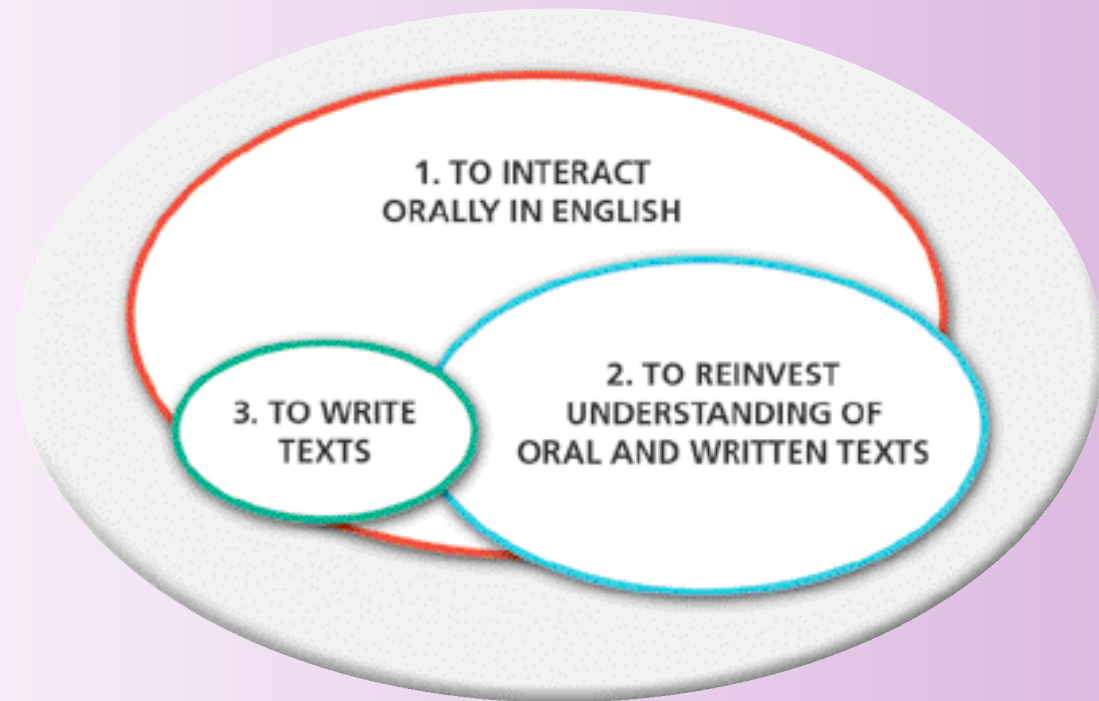 1. TO INTERACT
ORALLY IN ENGLISH
2. TO REINVEST
UNDERSTANDING OF
ORAL AND WRITTEN TEXTS
3. TO WRITE
TEXTS